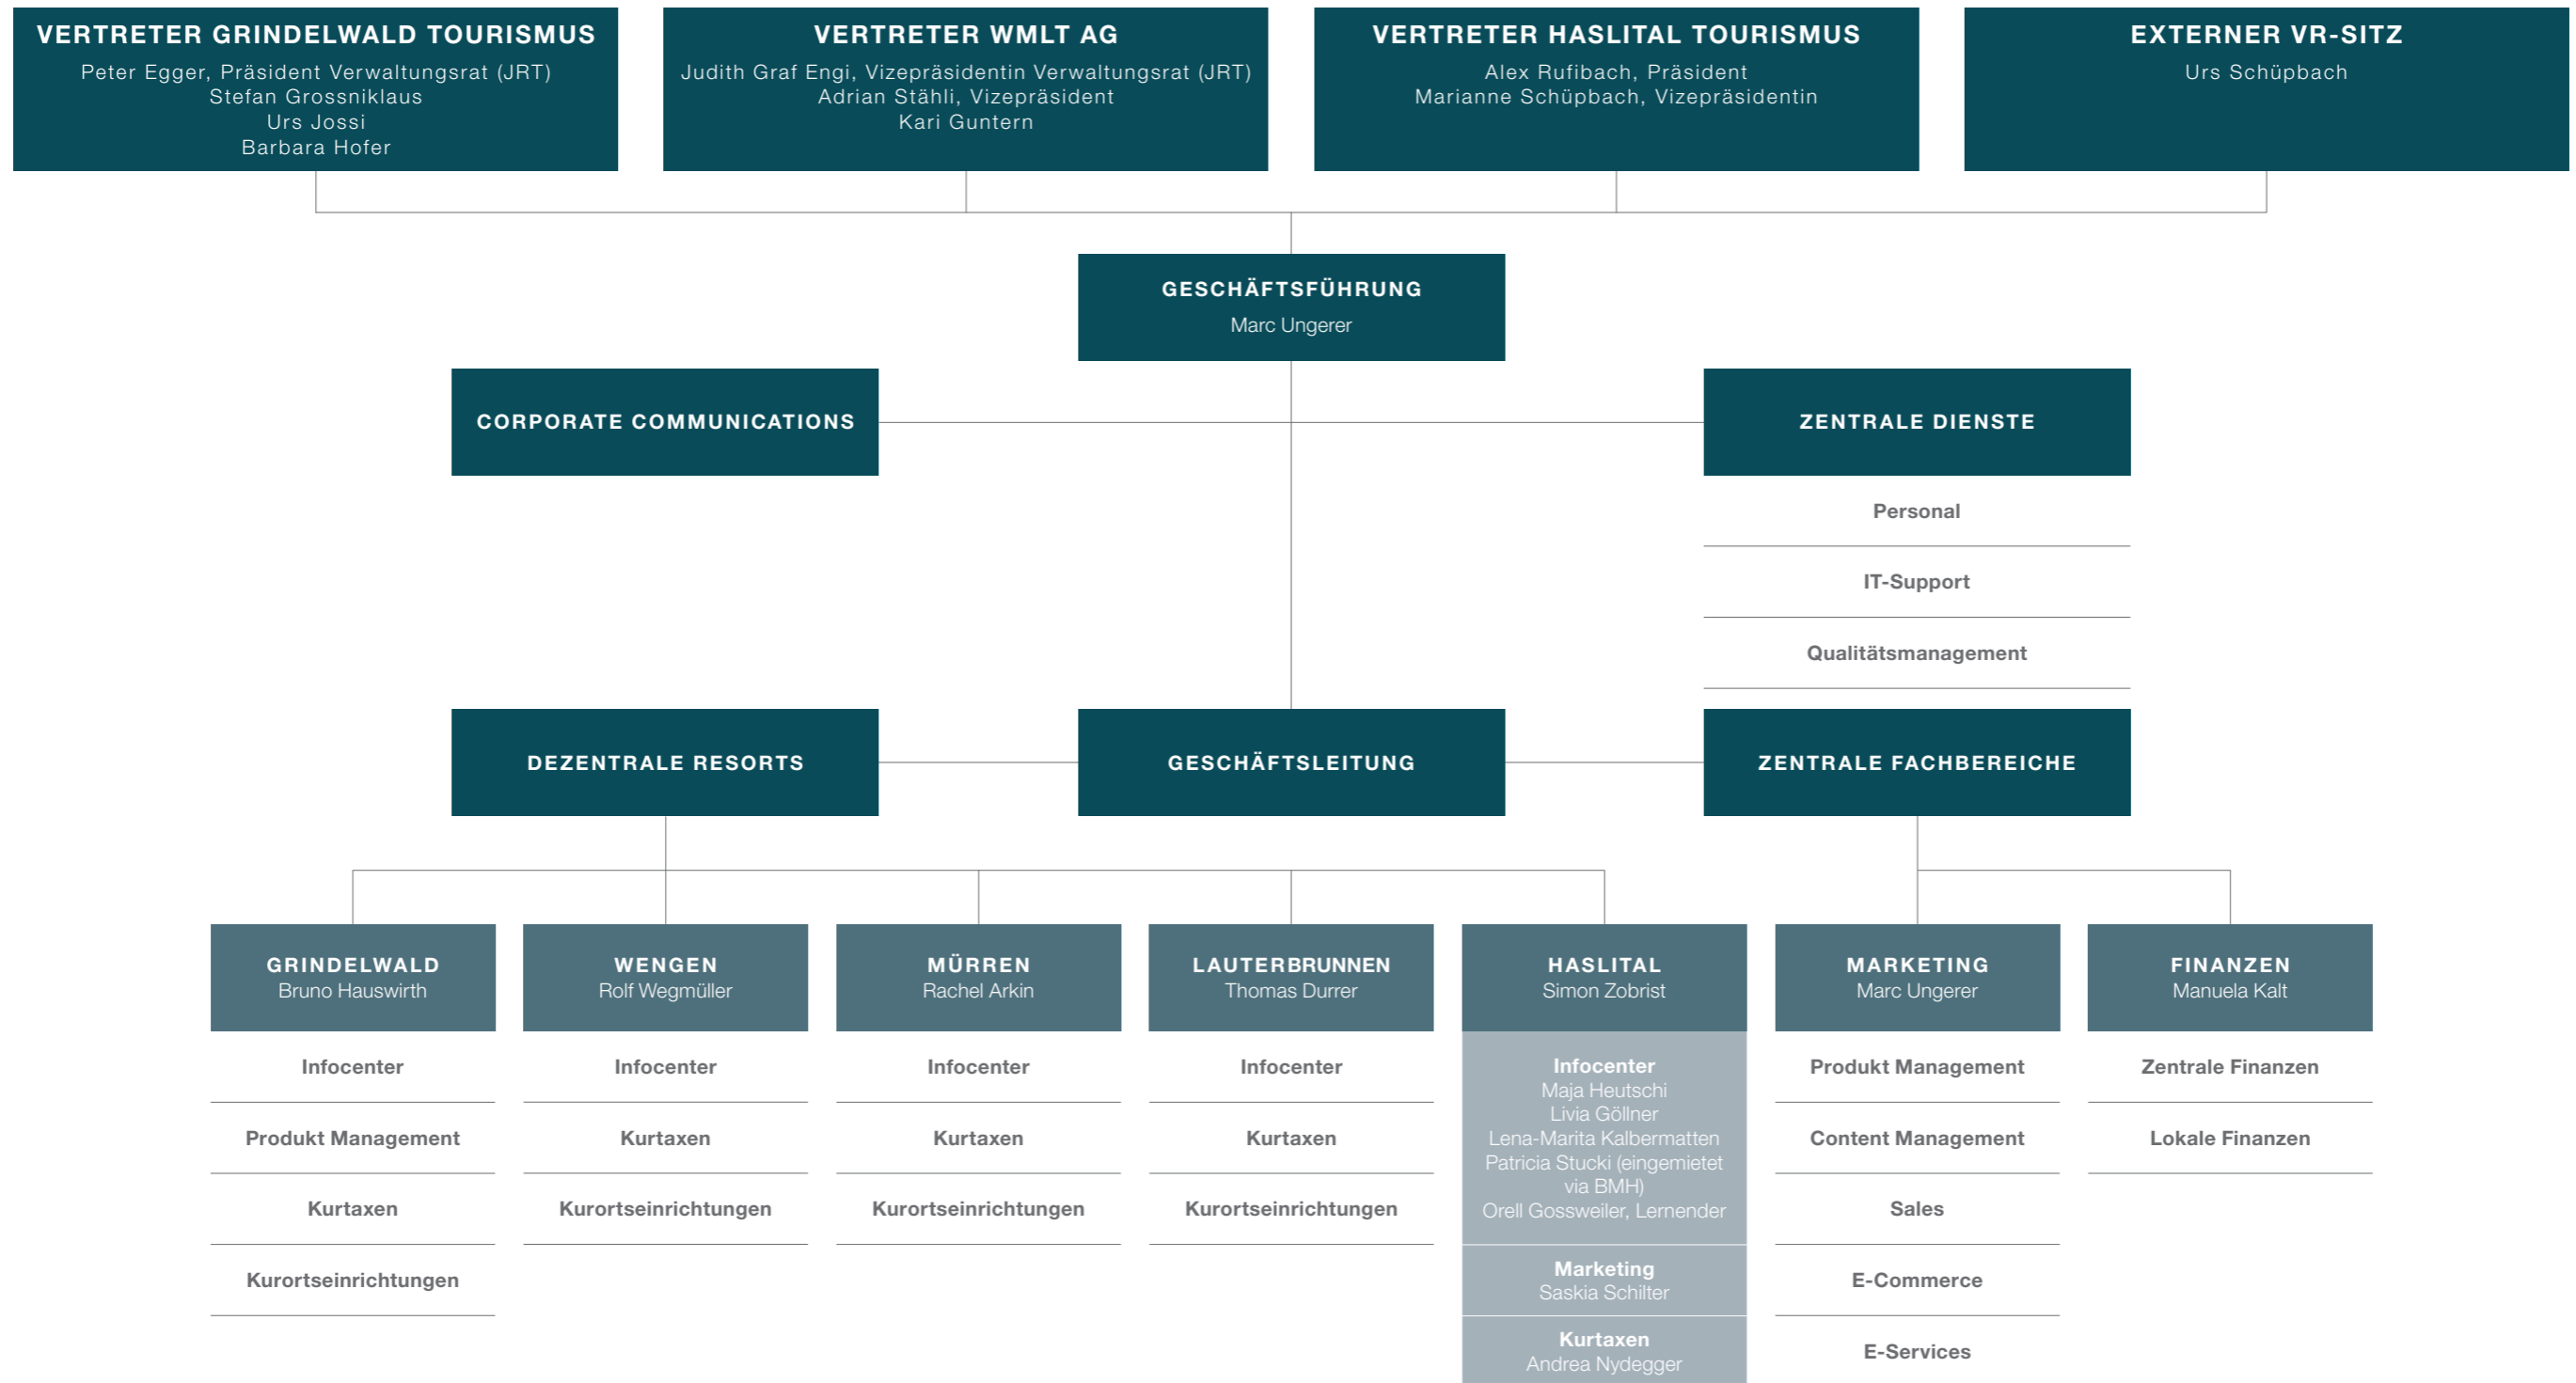 VERTRETER GRINDELWALD TOURISMUS
Peter Egger, Präsident Verwaltungsrat (JRT)
Stefan Grossniklaus
Urs Jossi
Barbara Hofer
VERTRETER WMLT AG
Judith Graf Engi, Vizepräsidentin Verwaltungsrat (JRT)
Adrian Stähli, Vizepräsident
Kari Guntern
VERTRETER HASLITAL TOURISMUS
Alex Rufibach, Präsident
Marianne Schüpbach, Vizepräsidentin
EXTERNER VR-SITZ
Urs Schüpbach
GESCHÄFTSFÜHRUNG
Marc Ungerer
CORPORATE COMMUNICATIONS
ZENTRALE DIENSTE
Personal
IT-Support
Qualitätsmanagement
DEZENTRALE RESORTS
GESCHÄFTSLEITUNG
ZENTRALE FACHBEREICHE
GRINDELWALD
Bruno Hauswirth
Infocenter
Produkt Management
Kurtaxen
Kurortseinrichtungen
WENGEN
Rolf Wegmüller
Infocenter
Kurtaxen
Kurortseinrichtungen
MÜRREN
Rachel Arkin
Infocenter
Kurtaxen
Kurortseinrichtungen
LAUTERBRUNNEN
Thomas Durrer
Infocenter
Kurtaxen
Kurortseinrichtungen
HASLITAL
Simon Zobrist
Infocenter
Maja Heutschi
Livia Göllner
Lena-Marita Kalbermatten
Patricia Stucki (eingemietet
via BMH)
Orell Gossweiler, Lernender
Marketing
Saskia Schilter
Kurtaxen
Andrea Nydegger
MARKETING
Marc Ungerer
Produkt Management
Content Management
Sales
E-Commerce
E-Services
FINANZEN
Manuela Kalt
Zentrale Finanzen
Lokale Finanzen